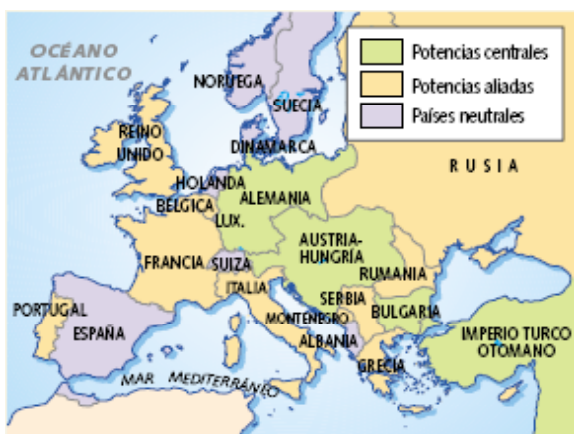 OCÉANO
ATLÁNTICO
Potencias centrales
Potencias aliadas
Países neutrales
NORUEGA
SUECIA
REINO
UNIDO
DINAMARCA
RUSIA
HOLANDA
ALEMANIA
BELGICA
LUX.
AUSTRIA-
HUNGRÍA
FRANCIA
SUIZA
RUMANIA
ITALIA
SERBIA
PORTUGAL
ESPAÑA
MONTENEGRO
BULGARIA
ALBANIA
IMPERIO TURCO
OTOMANO
GRECIA
MAR MEDITERRÁNEO